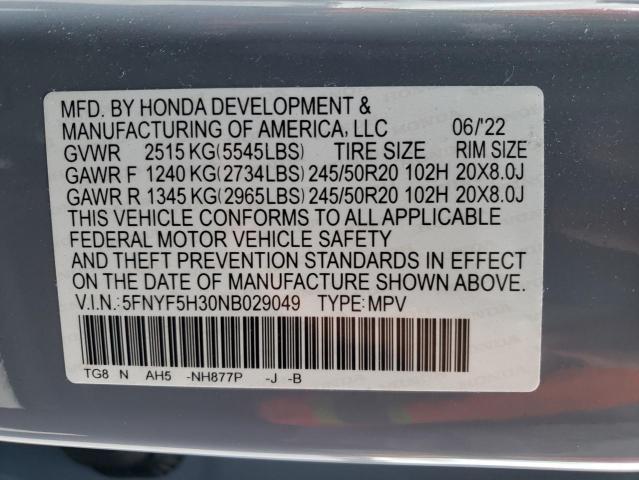 MFD. BY HONDA DEVELOPMENT &
MANUFACTURING OF AMERICA, LLC 06/'22
GVWR 2515 KG(5545LBS) TIRE SIZE RIM SIZE
GAWR F 1240 KG(2734LBS) 245/50R20 102H 20X8.0J
GAWR R 1345 KG(2965LBS) 245/50R20 102H 20X8.0J
THIS VEHICLE CONFORMS TO ALL APPLICABLE
FEDERAL MOTOR VEHICLE SAFETY
AND THEFT PREVENTION STANDARDS IN EFFECT
ON THE DATE OF MANUFACTURE SHOWN ABOVE.
V.I.N.:5FNYF5H30NB029049 TYPE:MPV
TG8 N AH5 -NH877P -J -B